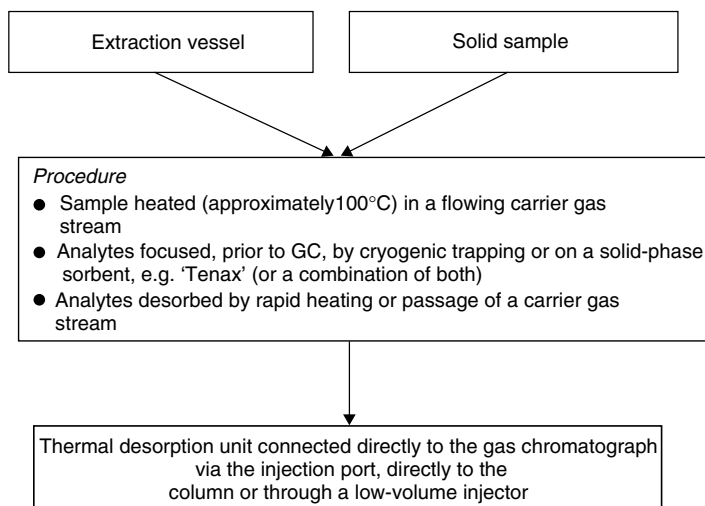 Extraction vessel
Solid sample
Procedure
● Sample heated (approximately100°C) in a flowing carrier gas
stream
● Analytes focused, prior to GC, by cryogenic trapping or on a solid-phase
sorbent, e.g. ‘Tenax’ (or a combination of both)
● Analytes desorbed by rapid heating or passage of a carrier gas
stream
Thermal desorption unit connected directly to the gas chromatograph
via the injection port, directly to the
column or through a low-volume injector